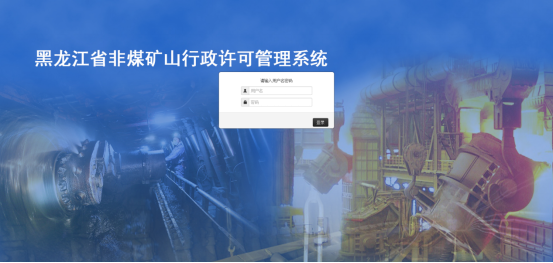 黑龙江省非煤矿山行政许可管理系统
请输入用户名密码
用户名
密码
登录